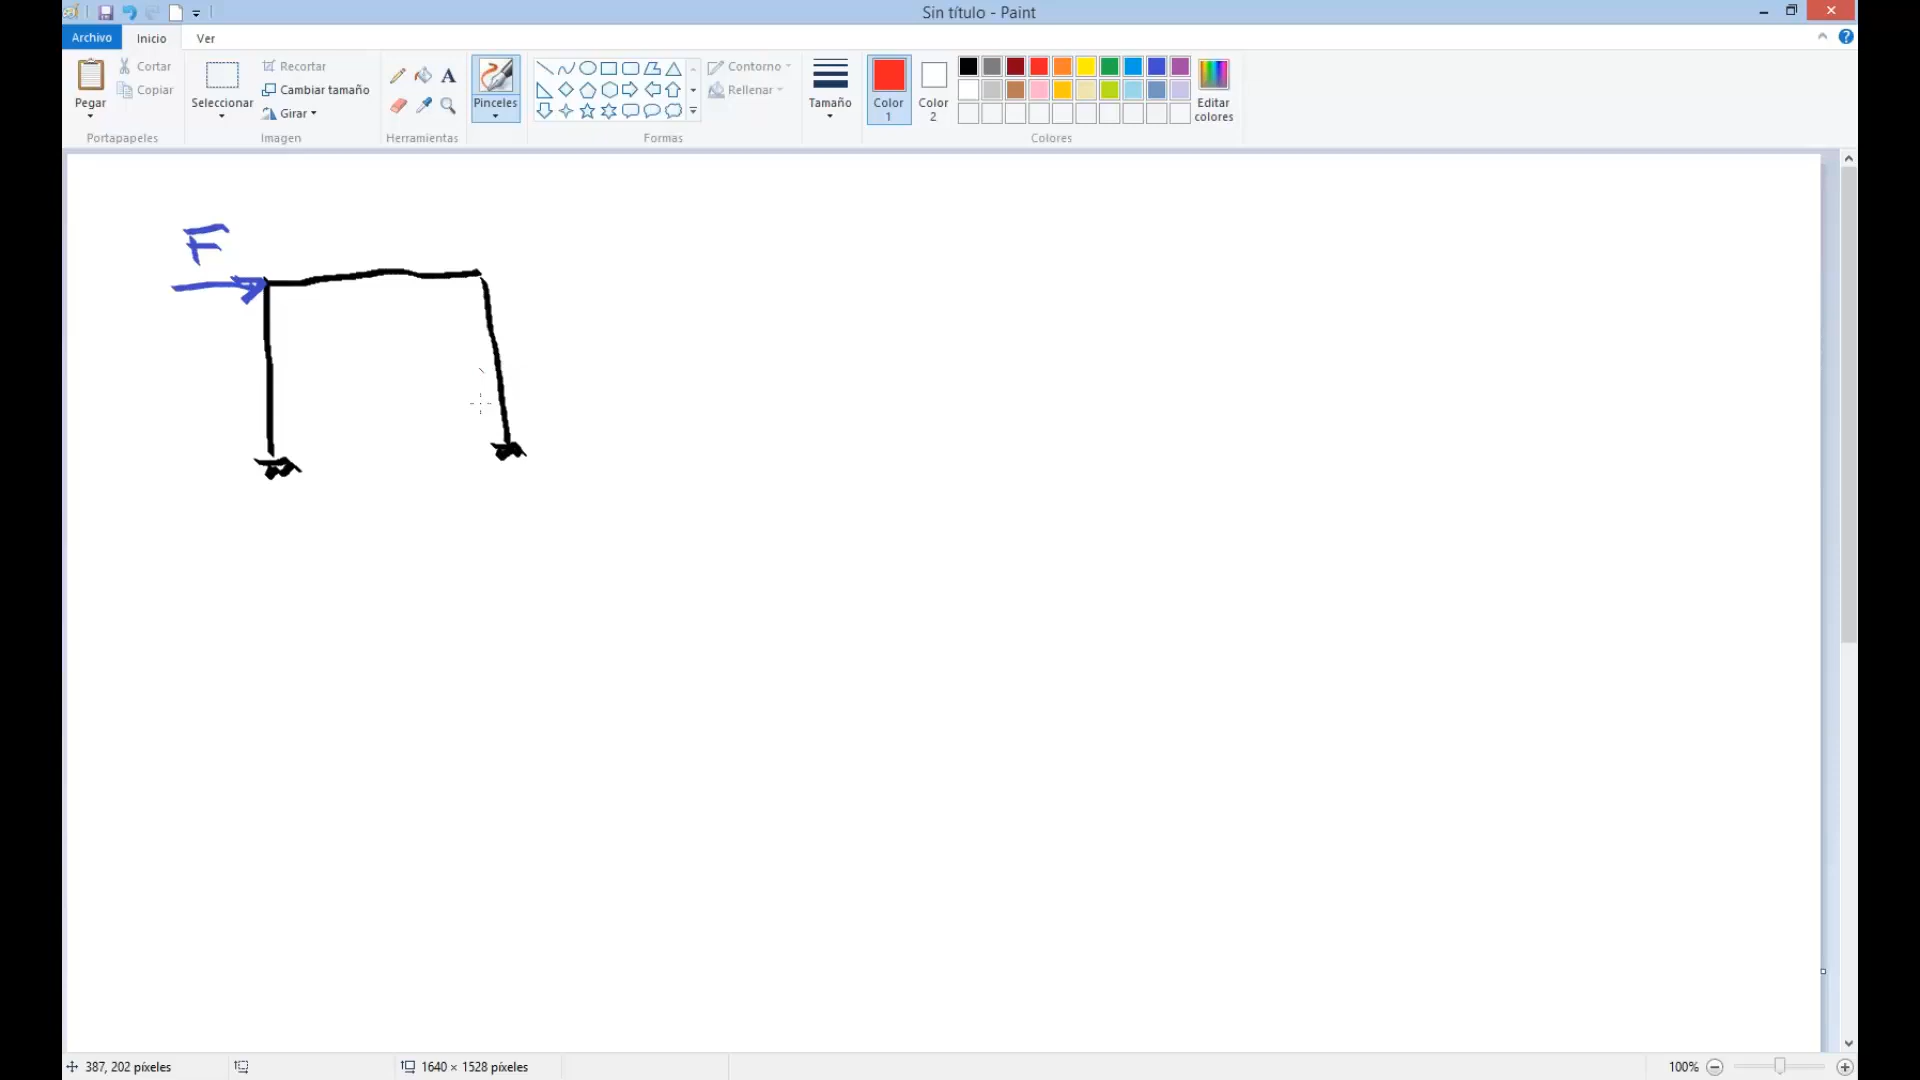 Sin título - Paint
Archivo
Inicio
Ver
Pegar
Cortar
Copiar
Portapapeles
Seleccionar
Recortar
Cambiar tamaño
Girar
Imagen
A
Herramientas
Pinceles
Contorno
Rellenar
Formas
Tamaño
Color
1
Color
2
Editar
colores
Colores
?
F
387, 202 píxeles
1640 × 1528 píxeles
100%